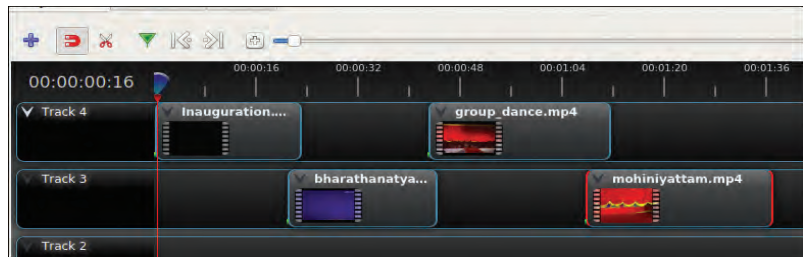 00:00:00:16
00:00:16 00:00:32 00:00:48 00:01:04 00:01:20 00:01:36
Track 4 Inauguration.... group_dance.mp4
Track 3 bharathanatya... mohiniyattam.mp4
Track 2